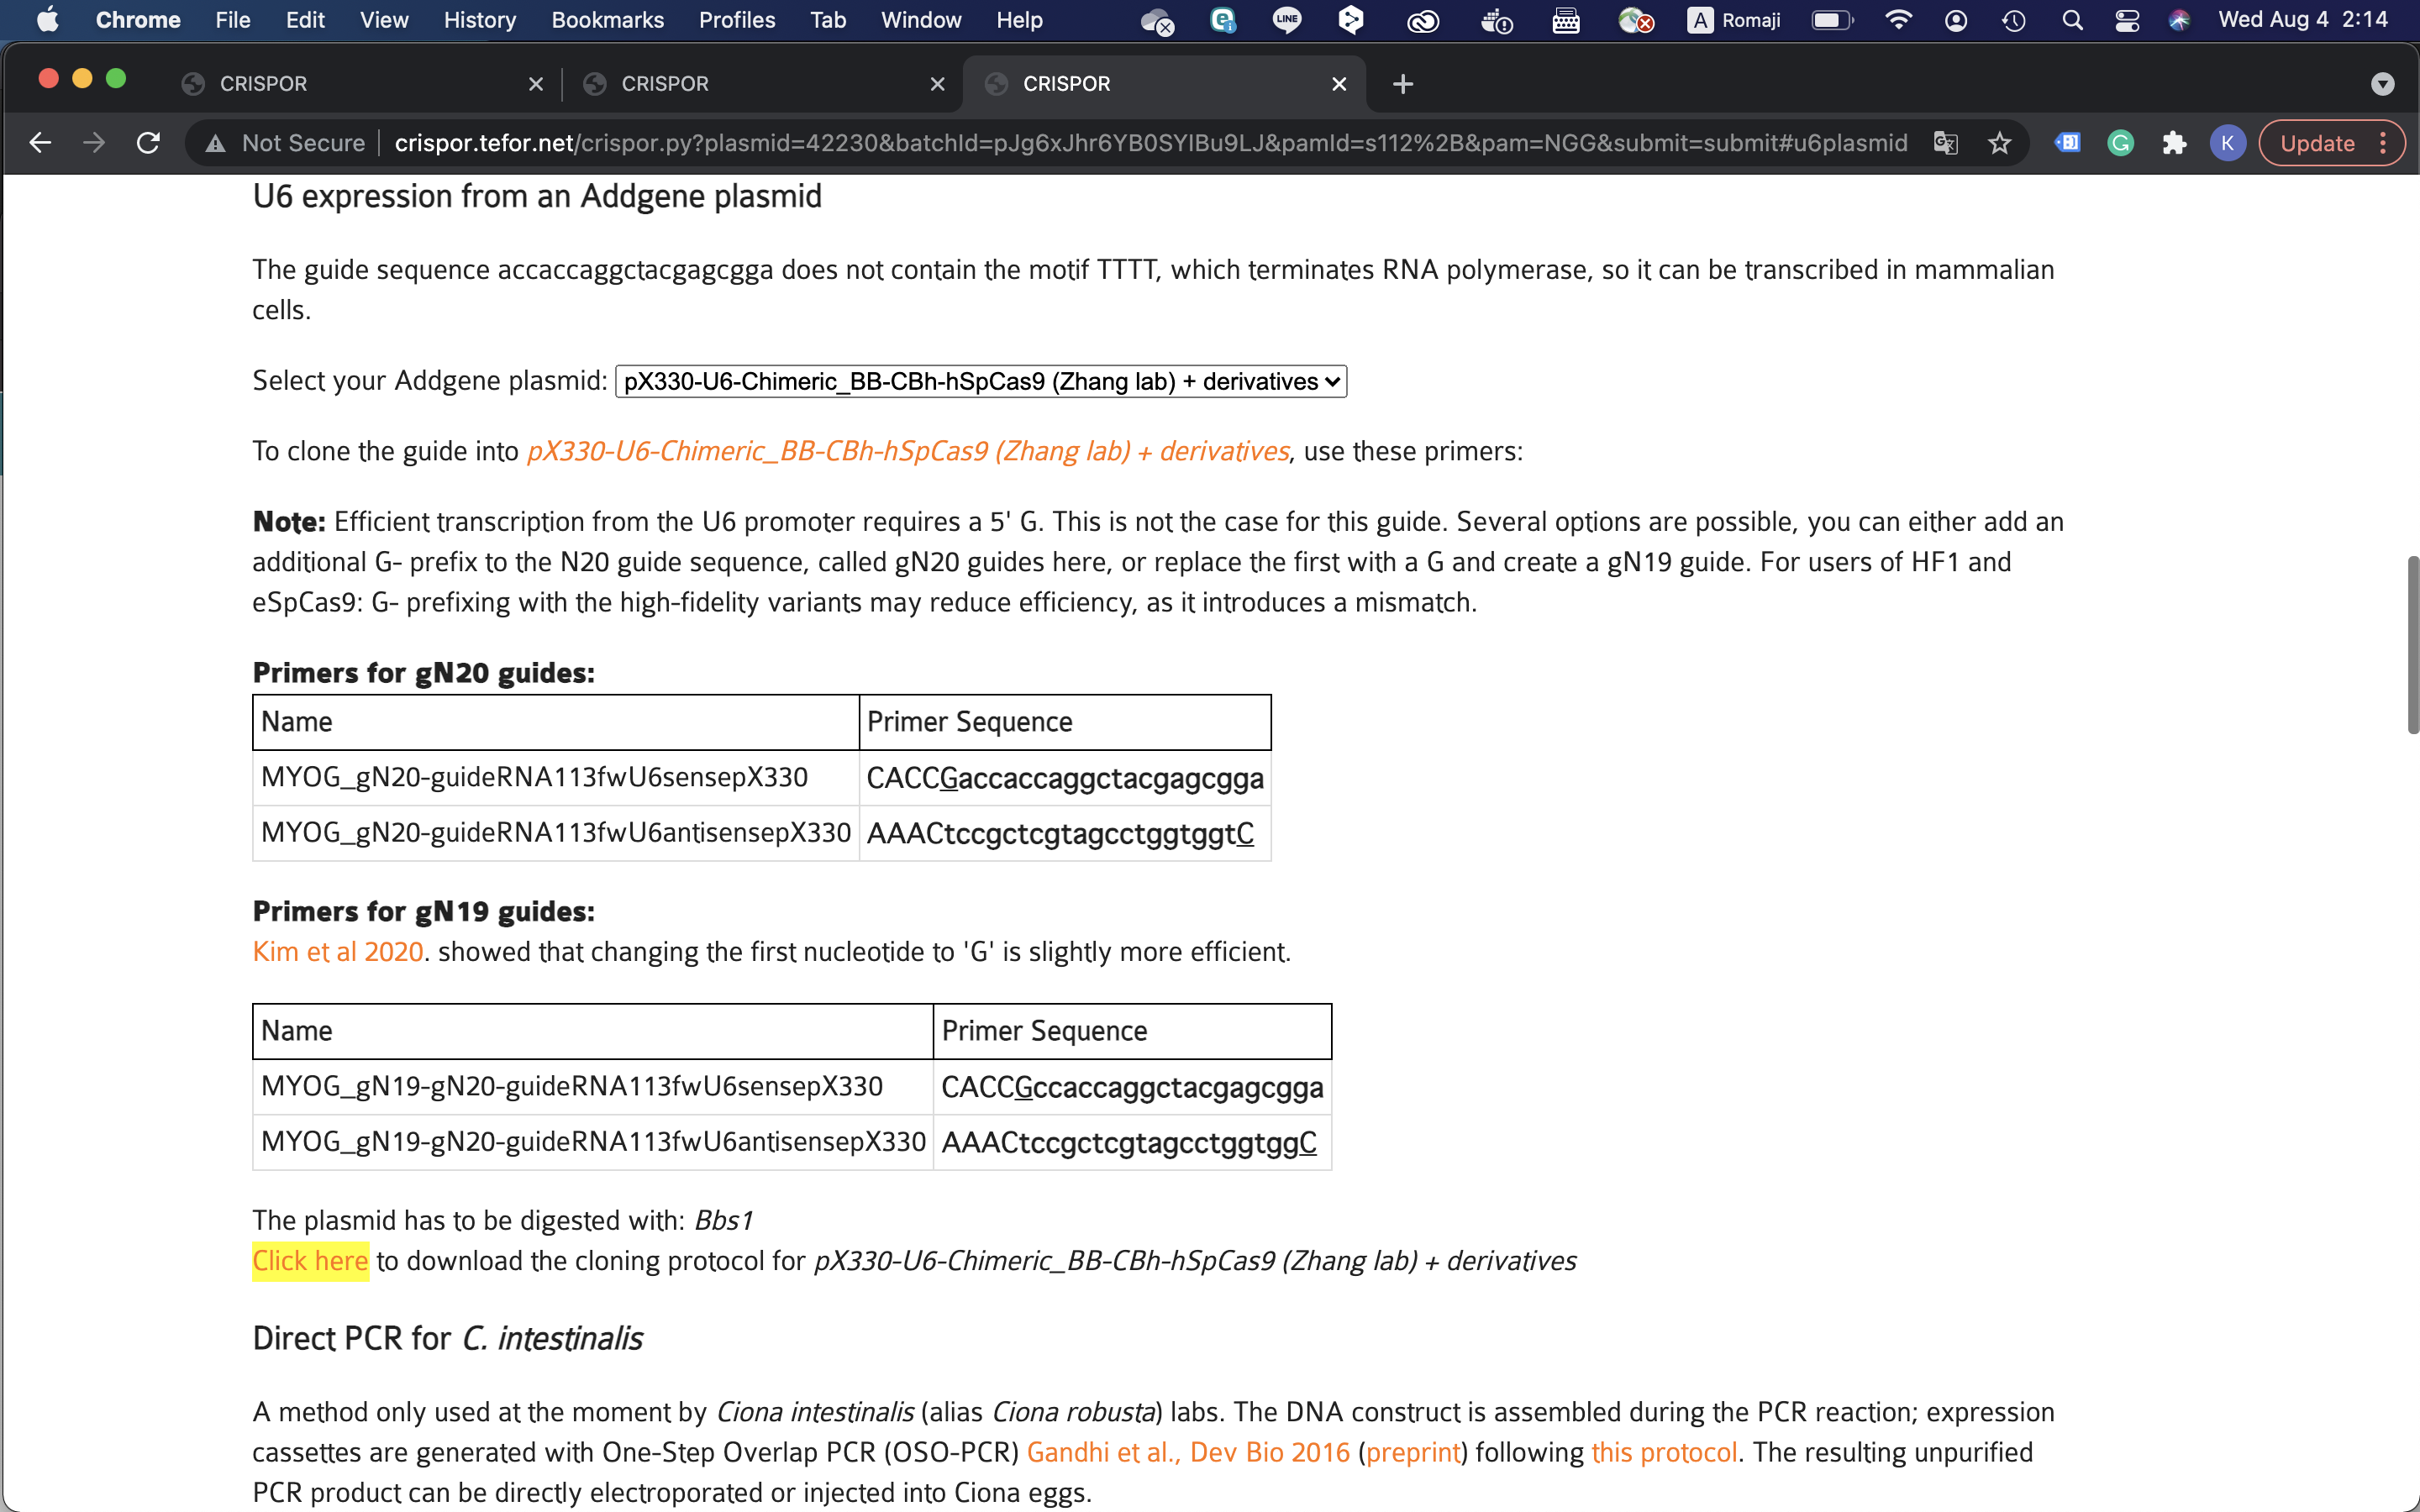 Chrome File Edit View History Bookmarks Profiles Tab Window Help LINE A Romaji Wed Aug 4 2:14
CRISPOR CRISPOR CRISPOR
Not Secure crispor.tefor.net/crispor.py?plasmid=42230&batchId=pJg6xJhr6YB0SYIBu9LJ&pamId=s112%2B&pam=NGG&submit=submit#u6plasmid K Update
U6 expression from an Addgene plasmid
The guide sequence accaccaggctacgagcgga does not contain the motif TTTT, which terminates RNA polymerase, so it can be transcribed in mammalian
cells.
Select your Addgene plasmid: pX330-U6-Chimeric_BB-CBh-hSpCas9 (Zhang lab) + derivatives
To clone the guide into pX330-U6-Chimeric_BB-CBh-hSpCas9 (Zhang lab) + derivatives, use these primers:
Note: Efficient transcription from the U6 promoter requires a 5' G. This is not the case for this guide. Several options are possible, you can either add an
additional G- prefix to the N20 guide sequence, called gN20 guides here, or replace the first with a G and create a gN19 guide. For users of HF1 and
eSpCas9: G- prefixing with the high-fidelity variants may reduce efficiency, as it introduces a mismatch.
Primers for gN20 guides:
Name Primer Sequence
MYOG_gN20-guideRNA113fwU6sensepX330 CACCGaccaccaggctacgagcgga
MYOG_gN20-guideRNA113fwU6antisensepX330 AAACtccgctcgtagcctggtggtC
Primers for gN19 guides:
Kim et al 2020. showed that changing the first nucleotide to 'G' is slightly more efficient.
Name Primer Sequence
MYOG_gN19-gN20-guideRNA113fwU6sensepX330 CACCGccaccaggctacgagcgga
MYOG_gN19-gN20-guideRNA113fwU6antisensepX330 AAACtccgctcgtagcctggtggC
The plasmid has to be digested with: Bbs1
Click here to download the cloning protocol for pX330-U6-Chimeric_BB-CBh-hSpCas9 (Zhang lab) + derivatives
Direct PCR for C. intestinalis
A method only used at the moment by Ciona intestinalis (alias Ciona robusta) labs. The DNA construct is assembled during the PCR reaction; expression
cassettes are generated with One-Step Overlap PCR (OSO-PCR) Gandhi et al., Dev Bio 2016 (preprint) following this protocol. The resulting unpurified
PCR product can be directly electroporated or injected into Ciona eggs.